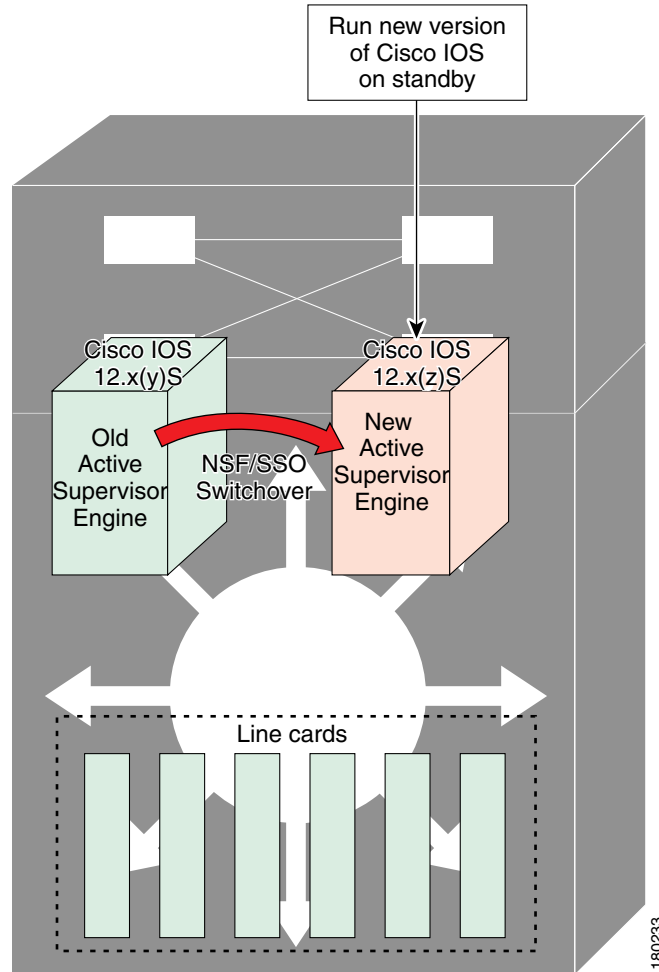 Run new version
of Cisco IOS
on standby
Cisco IOS
12.x(y)S
Cisco IOS
12.x(z)S
Old
Active
Supervisor
Engine
NSF/SSO
Switchover
New
Active
Supervisor
Engine
Line cards
180233